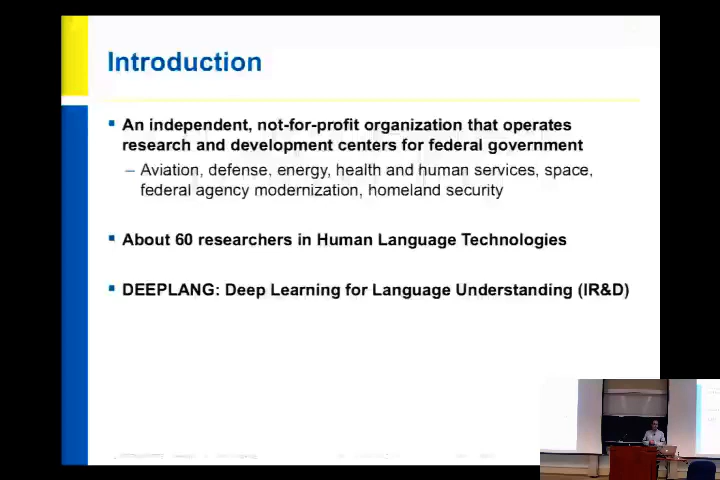 Introduction
An independent, not-for-profit organization that operates
research and development centers for federal government
– Aviation, defense, energy, health and human services, space,
federal agency modernization, homeland security
About 60 researchers in Human Language Technologies
DEEPLANG: Deep Learning for Language Understanding (IR&D)